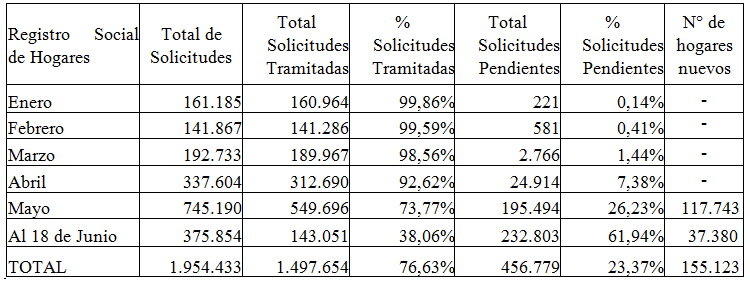 Registro Social de Hogares | Total de Solicitudes | Total Solicitudes Tramitadas | % Solicitudes Tramitadas | Total Solicitudes Pendientes | % Solicitudes Pendientes | N° de hogares nuevos
Enero | 161.185 | 160.964 | 99,86% | 221 | 0,14% | -
Febrero | 141.867 | 141.286 | 99,59% | 581 | 0,41% | -
Marzo | 192.733 | 189.967 | 98,56% | 2.766 | 1,44% | -
Abril | 337.604 | 312.690 | 92,62% | 24.914 | 7,38% | -
Mayo | 745.190 | 549.696 | 73,77% | 195.494 | 26,23% | 117.743
Al 18 de Junio | 375.854 | 143.051 | 38,06% | 232.803 | 61,94% | 37.380
TOTAL | 1.954.433 | 1.497.654 | 76,63% | 456.779 | 23,37% | 155.123